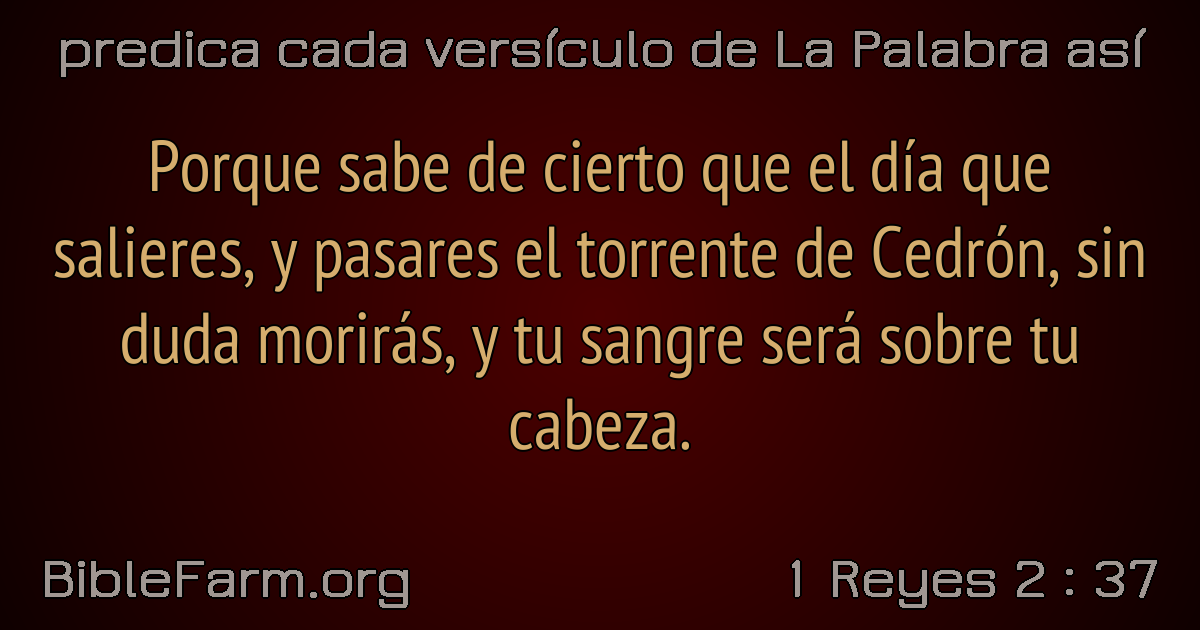 predica cada versículo de La Palabra así
Porque sabe de cierto que el día que
salieres, y pasares el torrente de Cedrón, sin
duda morirás, y tu sangre será sobre tu
cabeza.
BibleFarm.org
1 Reyes 2 : 37